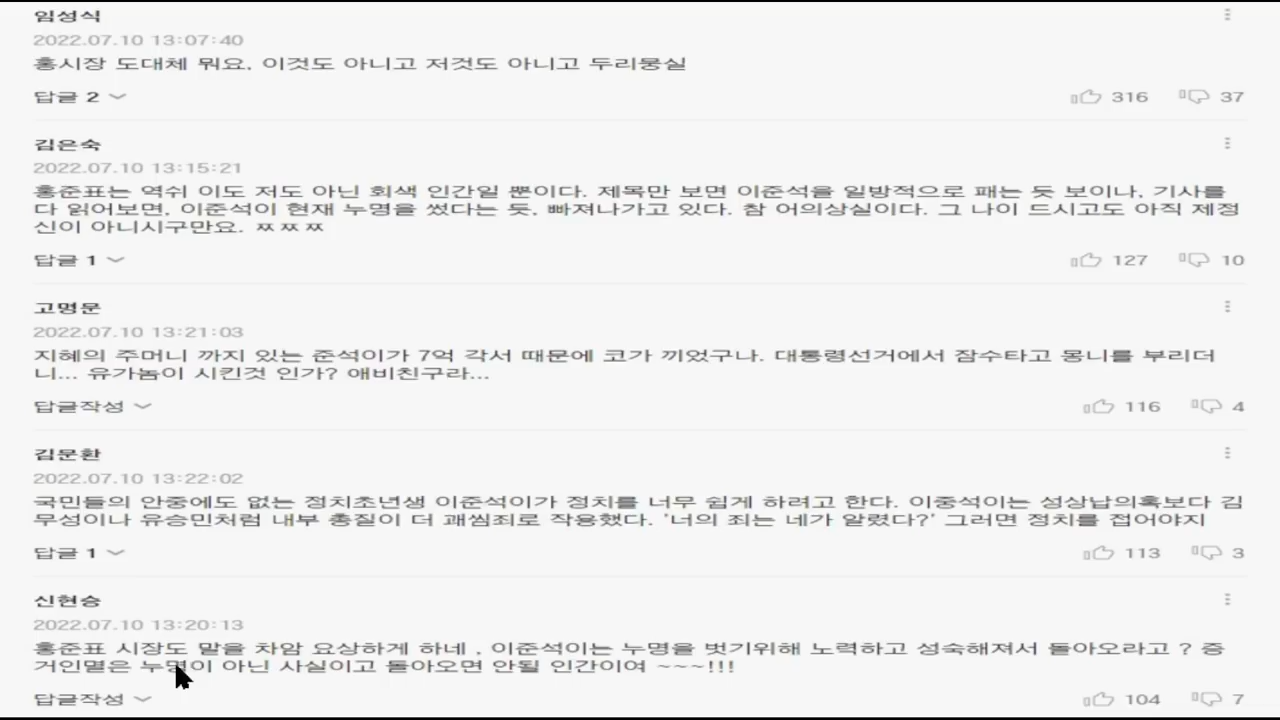 임성식
2022.07.10 13:07:40
홍시장 도대체 뭐요. 이것도 아니고 저것도 아니고 두리뭉실
답글 2
316 37
김은숙
2022.07.10 13:15:21
홍준표는 역쉬 이도 저도 아닌 회색 인간일 뿐이다. 제목만 보면 이준석을 일방적으로 패는 듯 보이나, 기사를
다 읽어보면, 이준석이 현재 누명을 썼다는 듯, 빠져나가고 있다. 참 어의상실이다. 그 나이 드시고도 아직 제정
신이 아니시구만요. ㅉㅉㅉ
답글 1
127 10
고명문
2022.07.10 13:21:03
지혜의 주머니 까지 있는 준석이가 7억 각서 때문에 코가 끼었구나. 대통령선거에서 잠수타고 몽니를 부리더
니... 유가놈이 시킨것 인가? 애비친구라...
답글작성
116 4
김문환
2022.07.10 13:22:02
국민들의 안중에도 없는 정치초년생 이준석이가 정치를 너무 쉽게 하려고 한다. 이중석이는 성상납의혹보다 김
무성이나 유승민처럼 내부 총질이 더 괘씸죄로 작용했다. '너의 죄는 네가 알렸다?' 그러면 정치를 접어야지
답글 1
113 3
신현승
2022.07.10 13:20:13
홍준표 시장도 말을 차암 요상하게 하네 , 이준석이는 누명을 벗기위해 노력하고 성숙해져서 돌아오라고 ? 증
거인멸은 누명이 아닌 사실이고 돌아오면 안될 인간이여 ~~~!!!
답글작성
104 7